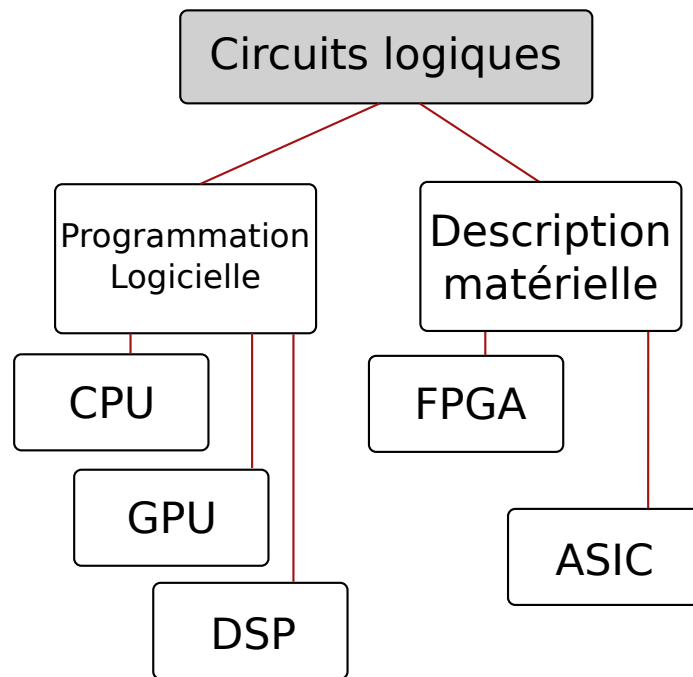 Circuits logiques
Programmation
Logicielle
Description
matérielle
CPU
FPGA
GPU
ASIC
DSP